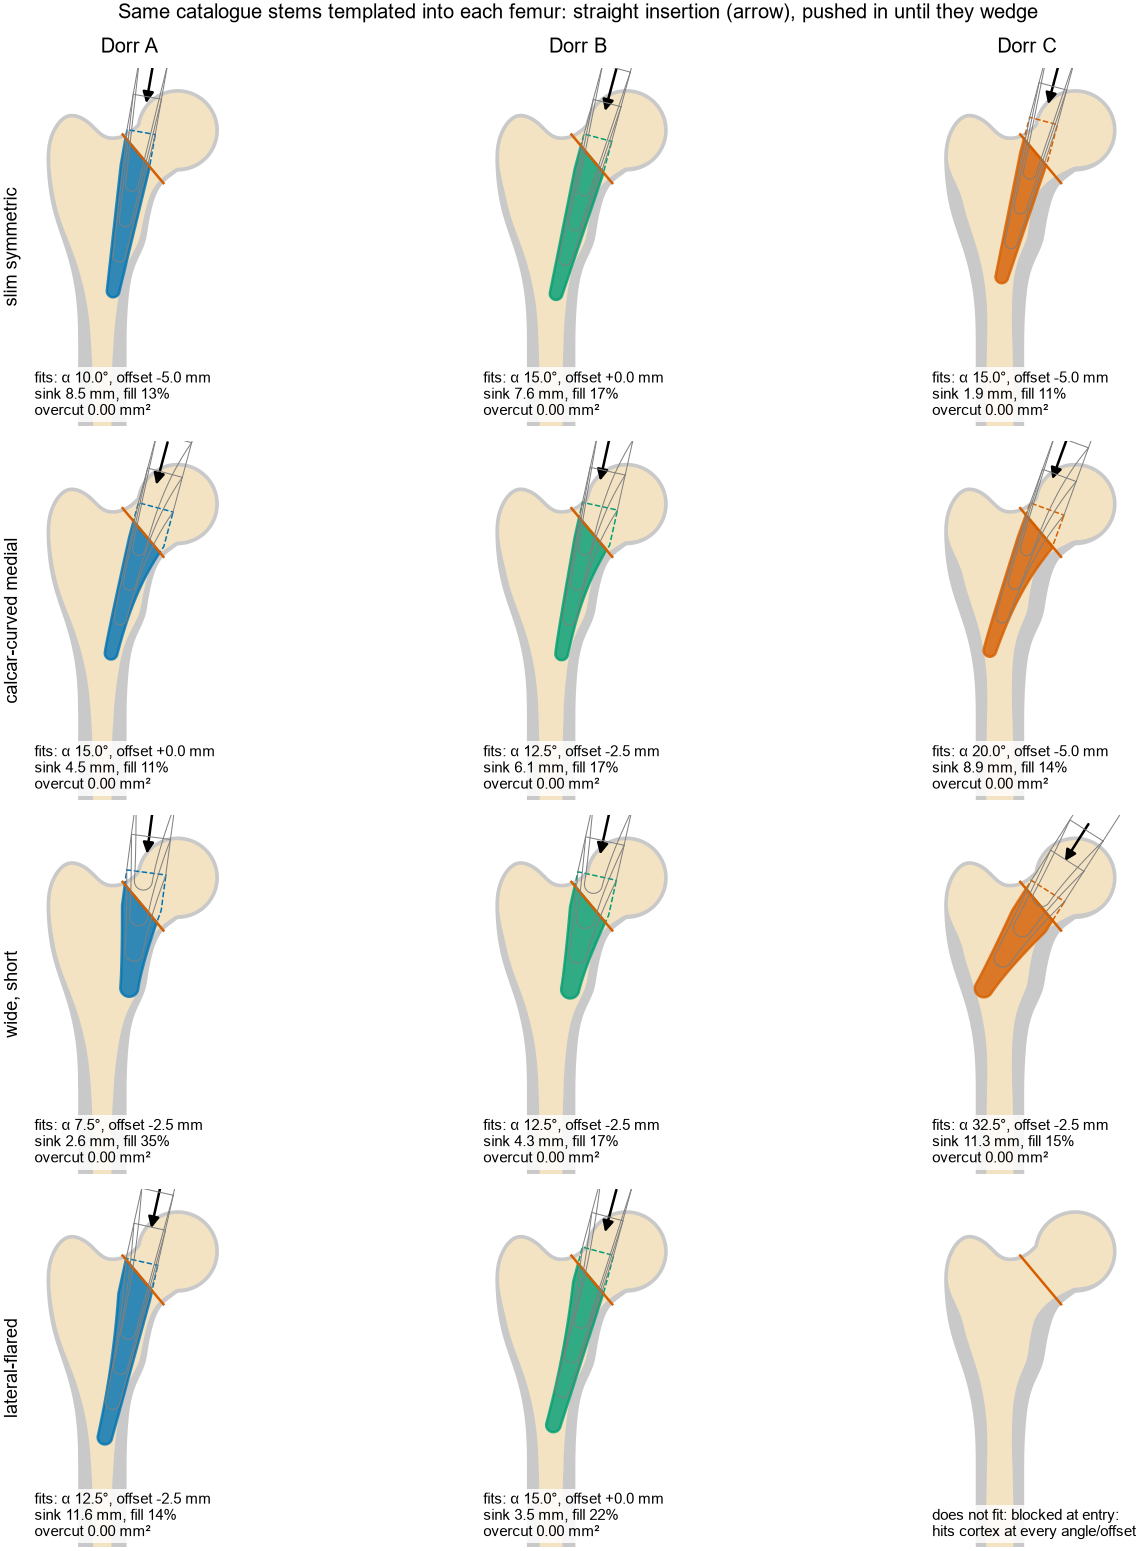 Same catalogue stems templated into each femur: straight insertion (arrow), pushed in until they wedge
Dorr A
Dorr B
Dorr C
slim symmetric
fits: α 10.0°, offset -5.0 mm
sink 8.5 mm, fill 13%
overcut 0.00 mm²
fits: α 15.0°, offset +0.0 mm
sink 7.6 mm, fill 17%
overcut 0.00 mm²
fits: α 15.0°, offset -5.0 mm
sink 1.9 mm, fill 11%
overcut 0.00 mm²
calcar-curved medial
fits: α 15.0°, offset +0.0 mm
sink 4.5 mm, fill 11%
overcut 0.00 mm²
fits: α 12.5°, offset -2.5 mm
sink 6.1 mm, fill 17%
overcut 0.00 mm²
fits: α 20.0°, offset -5.0 mm
sink 8.9 mm, fill 14%
overcut 0.00 mm²
wide, short
fits: α 7.5°, offset -2.5 mm
sink 2.6 mm, fill 35%
overcut 0.00 mm²
fits: α 12.5°, offset -2.5 mm
sink 4.3 mm, fill 17%
overcut 0.00 mm²
fits: α 32.5°, offset -2.5 mm
sink 11.3 mm, fill 15%
overcut 0.00 mm²
lateral-flared
fits: α 12.5°, offset -2.5 mm
sink 11.6 mm, fill 14%
overcut 0.00 mm²
fits: α 15.0°, offset +0.0 mm
sink 3.5 mm, fill 22%
overcut 0.00 mm²
does not fit: blocked at entry:
hits cortex at every angle/offset